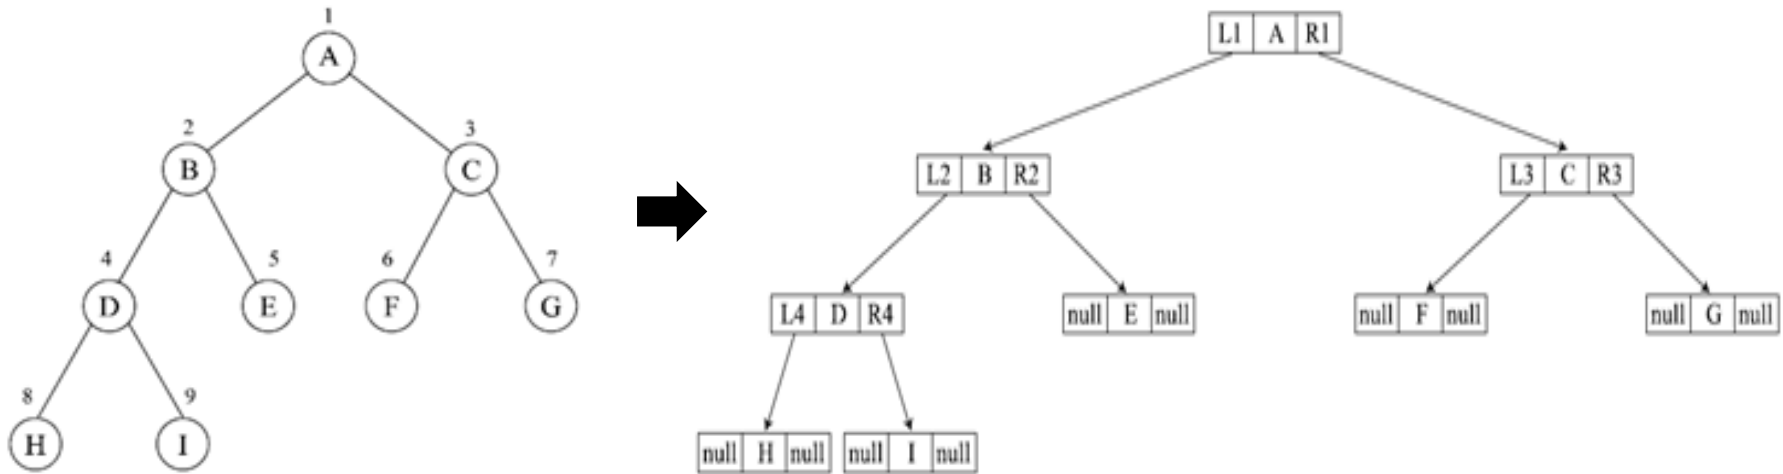 1
A
2
3
B
C
4
5
6
7
D
E
F
G
8
9
H
I
L1 A R1
L2 B R2
L3 C R3
L4 D R4
null E null
null F null
null G null
null H null
null I null